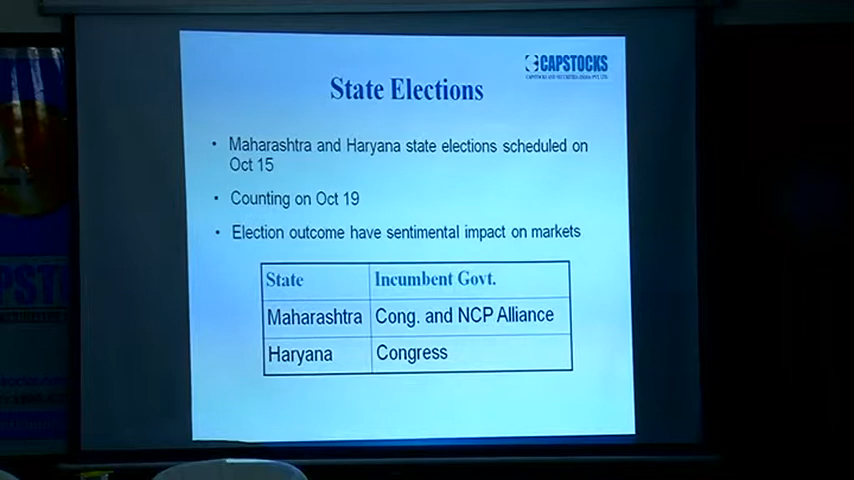 CAPSTOCKS
State Elections
• Maharashtra and Haryana state elections scheduled on
Oct 15
• Counting on Oct 19
• Election outcome have sentimental impact on markets
State Incumbent Govt.
Maharashtra Cong. and NCP Alliance
Haryana Congress